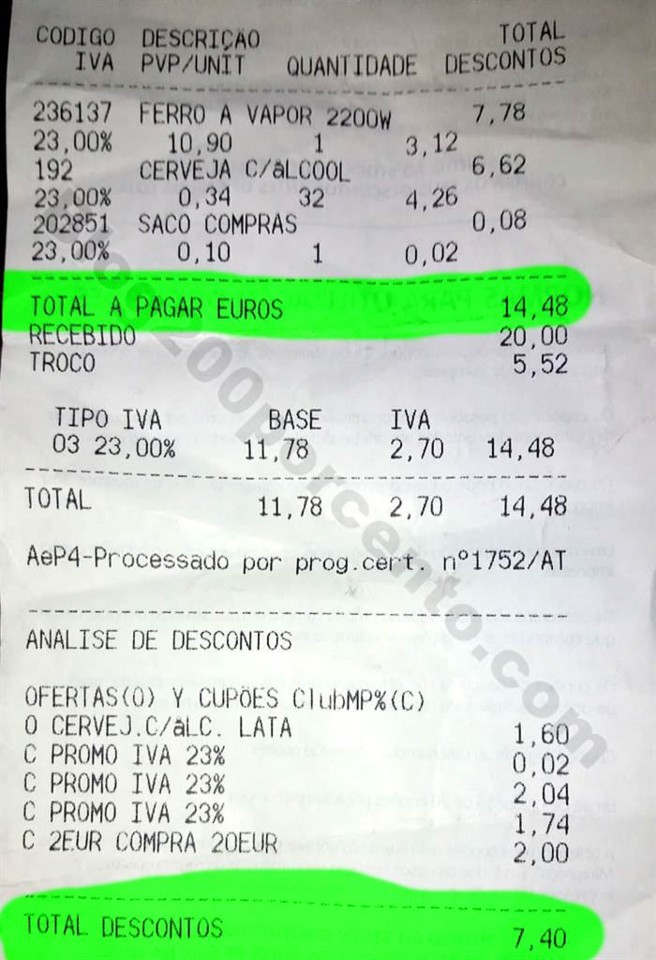 CODIGO DESCRIÇÃO TOTAL
IVA PVP/UNIT QUANTIDADE DESCONTOS
236137 FERRO A VAPOR 2200W 7,78
23,00% 10,90 1 3,12
192 CERVEJA C/âLCOOL 6,62
23,00% 0,34 32 4,26
202851 SACO COMPRAS 0,08
23,00% 0,10 1 0,02
TOTAL A PAGAR EUROS 14,48
RECEBIDO 20,00
TROCO 5,52
TIPO IVA BASE IVA
03 23,00% 11,78 2,70 14,48
TOTAL 11,78 2,70 14,48
AeP4-Processado por prog.cert. nº1752/AT
ANALISE DE DESCONTOS
OFERTAS(O) Y CUPÕES ClubMP%(C)
O CERVEJ.C/âLC. LATA 1,60
C PROMO IVA 23% 0,02
C PROMO IVA 23% 2,04
C PROMO IVA 23% 1,74
C 2EUR COMPRA 20EUR 2,00
TOTAL DESCONTOS 7,40